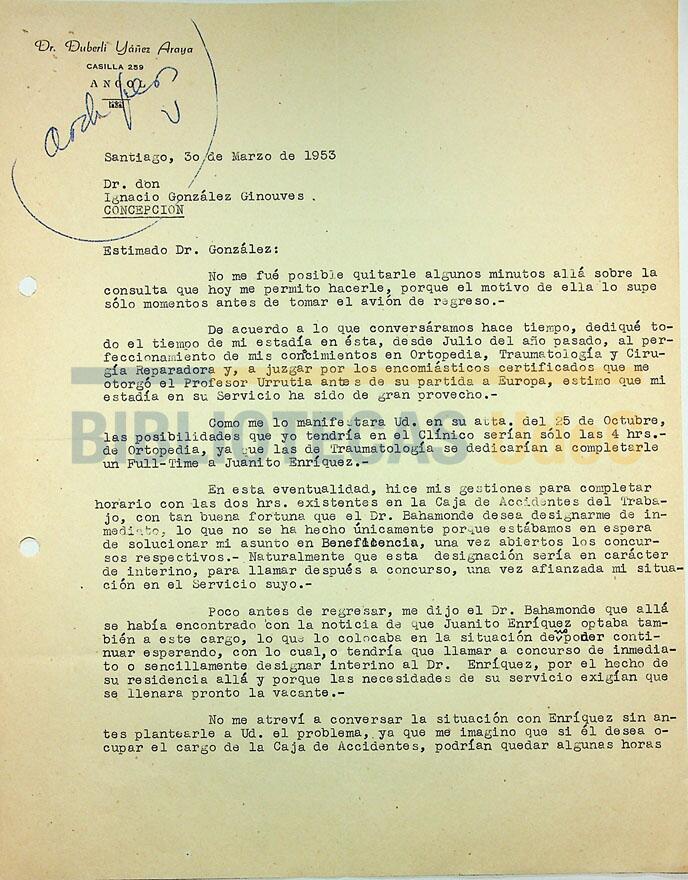 Dr. Duberli Yáñez Araya
CASILLA 259
ANGOL
Santiago, 3o de Marzo de 1953
Dr. don
Ignacio González Ginouves .
CONCEPCION
Estimado Dr. González:
No me fué posible quitarle algunos minutos allá sobre la
consulta que hoy me permito hacerle, porque el motivo de ella lo supe
sólo momentos antes de tomar el avión de regreso.-
De acuerdo a lo que conversáramos hace tiempo, dediqué to-
do el tiempo de mi estadía en ésta, desde Julio del año pasado, al per-
feccionamiento de mis conocimientos en Ortopedia, Traumatología y Ciru-
gía Reparadora y, a juzgar por los encomiásticos certificados que me
otorgó el Profesor Urrutia antes de su partida a Europa, estimo que mi
estadía en su Servicio ha sido de gran provecho.-
Como me lo manifestara Ud. en su atta. del 25 de Octubre,
las posibilidades que yo tendría en el Clínico serían sólo las 4 hrs.-
de Ortopedia, ya que las de Traumatología se dedicarían a completarle
un Full-Time a Juanito Enríquez.-
En esta eventualidad, hice mis gestiones para completar
horario con las dos hrs. existentes en la Caja de Accidentes del Traba-
jo, con tan buena fortuna que el Dr. Bahamonde desea designarme de in-
mediato, lo que no se ha hecho únicamente porque estábamos en espera
de solucionar mi asunto en Beneficencia, una vez abiertos los concur-
sos respectivos.- Naturalmente que esta designación sería en carácter
de interino, para llamar después a concurso, una vez afianzada mi situa-
ción en el Servicio suyo.-
Poco antes de regresar, me dijo el Dr. Bahamonde que allá
se había encontrado con la noticia de que Juanito Enríquez optaba tam-
bién a este cargo, lo que lo colocaba en la situación de no poder conti-
nuar esperando, con lo cual, o tendría que llamar a concurso de inmedia-
to o sencillamente designar interino al Dr. Enríquez, por el hecho de
su residencia allá y porque las necesidades de su servicio exigían que
se llenara pronto la vacante.-
No me atreví a conversar la situación con Enríquez sin an-
tes plantearle a Ud. el problema, ya que me imagino que si él desea o-
cupar el cargo de la Caja de Accidentes, podrían quedar algunas horas
BIBLIOTECAS UdeC